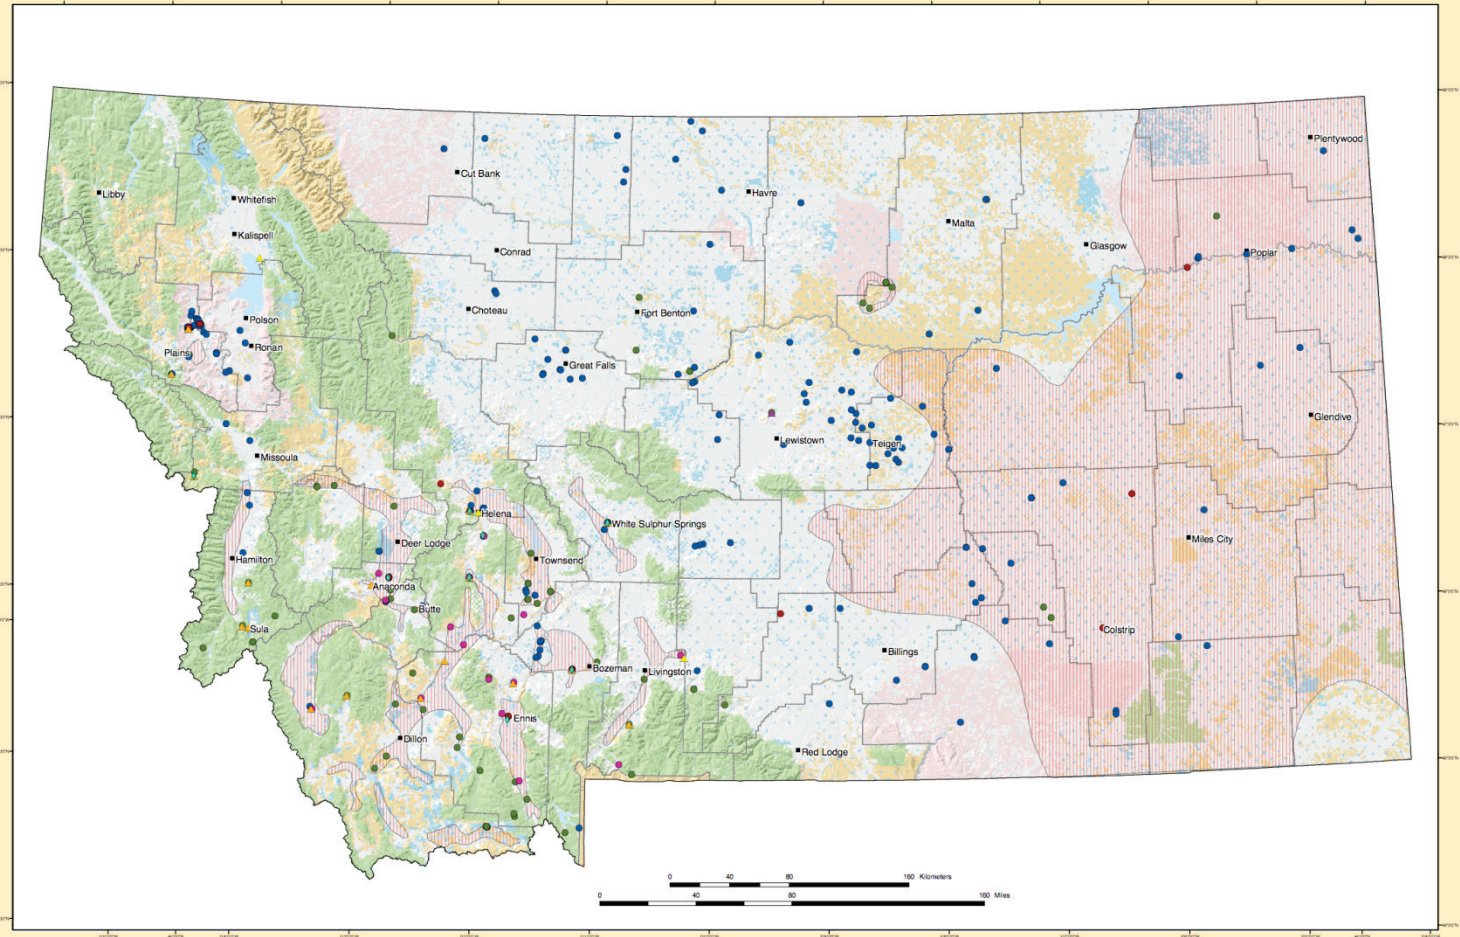 Plentywood
Cut Bank
Libby
Havre
Whitefish
Malta
Kalispell
Glasgow
Conrad
Poplar
Choteau
Fort Benton
Polson
Ronan
Plains
Great Falls
Glendive
Lewistown
Teigen
Missoula
Helena
White Sulphur Springs
Miles City
Deer Lodge
Hamilton
Townsend
Anaconda
Butte
Sula
Colstrip
Billings
Bozeman
Livingston
Ennis
Dillon
Red Lodge
0 40 80 160 Kilometers
0 40 80 160 Miles